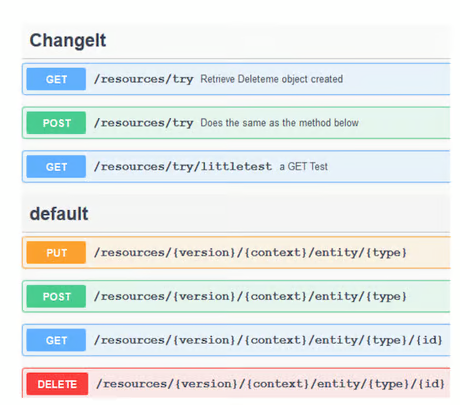 ChangeIt
GET /resources/try Retrieve Deleteme object created
POST /resources/try Does the same as the method below
GET /resources/try/littletest a GET Test
default
PUT /resources/{version}/{context}/entity/{type}
POST /resources/{version}/{context}/entity/{type}
GET /resources/{version}/{context}/entity/{type}/{id}
DELETE /resources/{version}/{context}/entity/{type}/{id}